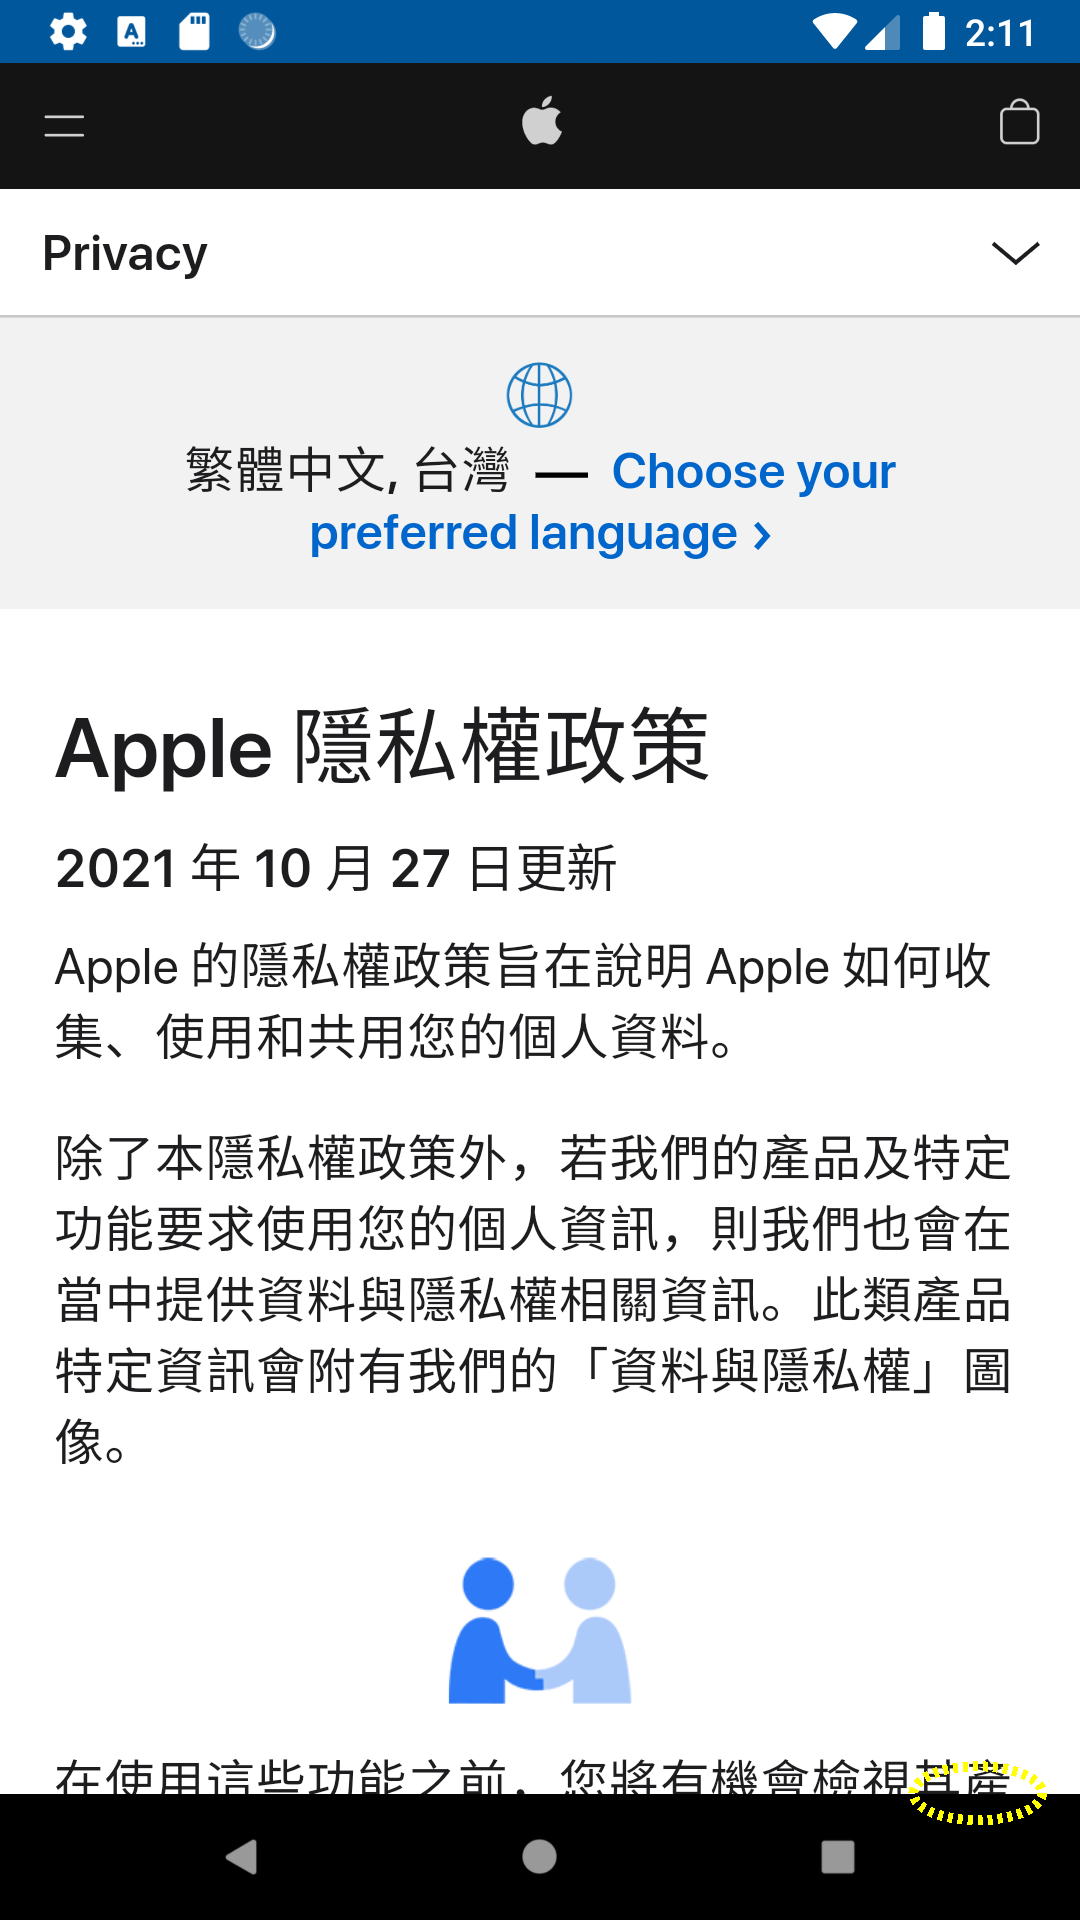 2:11
Privacy
繁體中文, 台灣 — Choose your
preferred language ›
Apple 隱私權政策
2021 年 10 月 27 日更新
Apple 的隱私權政策旨在說明 Apple 如何收
集、使用和共用您的個人資料。
除了本隱私權政策外，若我們的產品及特定
功能要求使用您的個人資訊，則我們也會在
當中提供資料與隱私權相關資訊。此類產品
特定資訊會附有我們的「資料與隱私權」圖
像。
在使用這些功能之前，您將有機會檢視其產